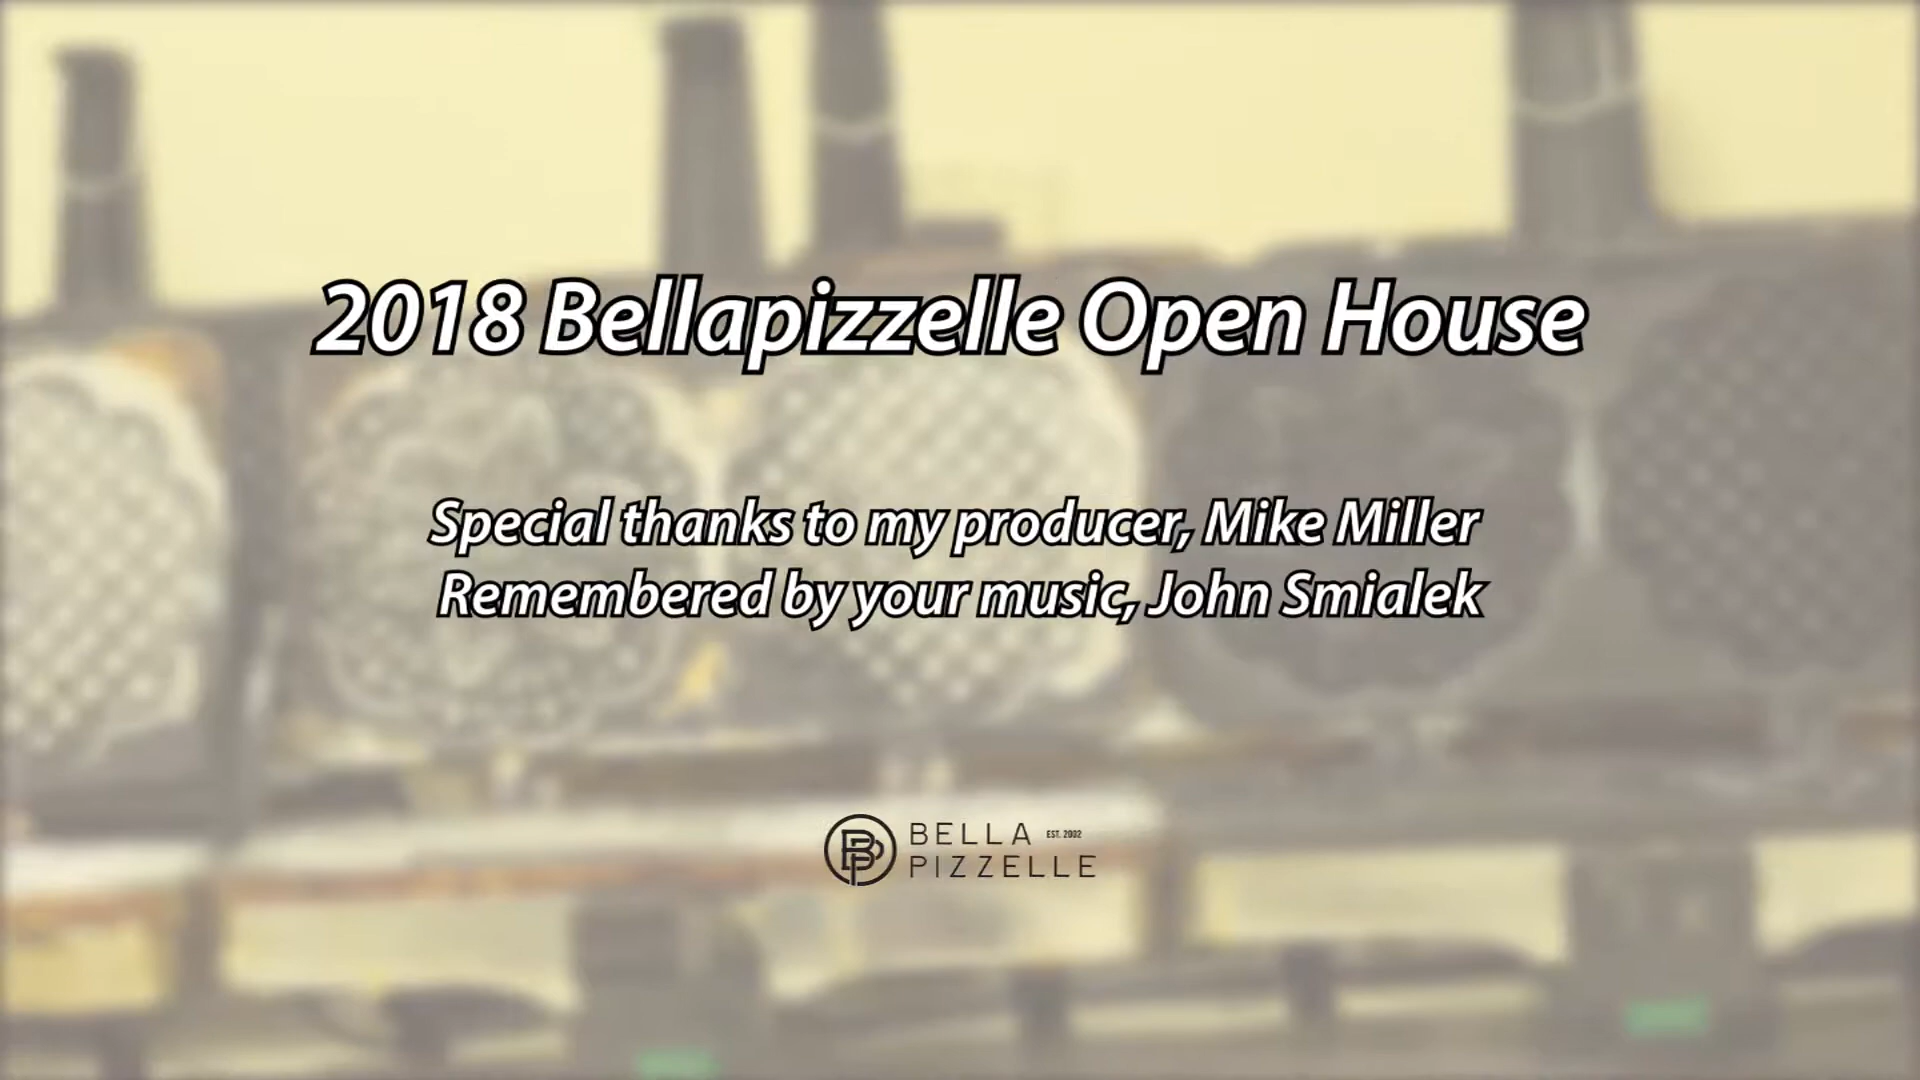 2018 Bellapizzelle Open House
Special thanks to my producer, Mike Miller
Remembered by your music, John Smialek
BP
BELLA EST. 2002
PIZZELLE